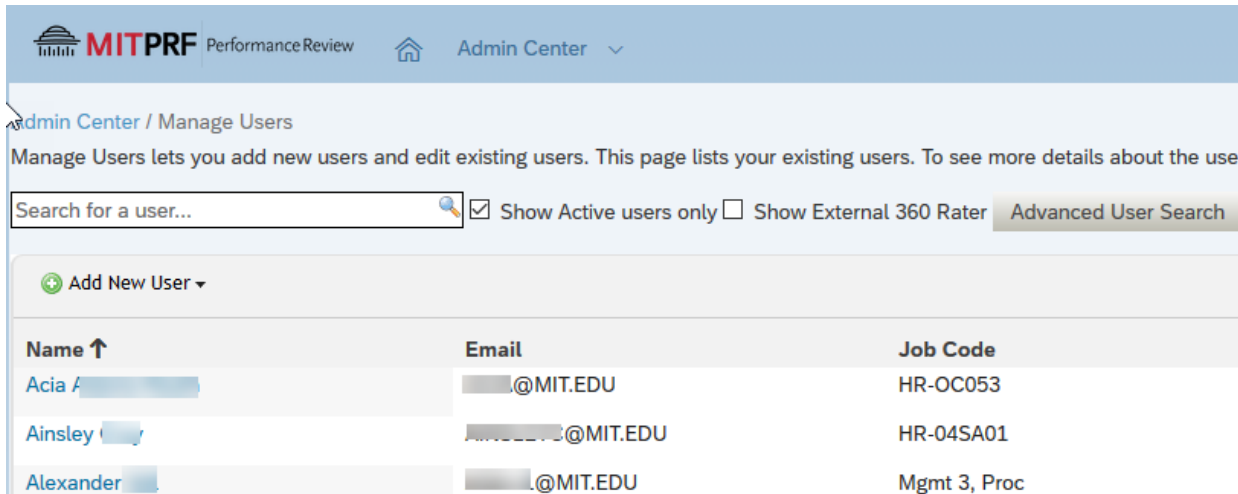 MITPRF Performance Review Admin Center
Admin Center / Manage Users
Manage Users lets you add new users and edit existing users. This page lists your existing users. To see more details about the use
Search for a user... Show Active users only Show External 360 Rater Advanced User Search
Add New User
Name Email Job Code
Acia @MIT.EDU HR-OC053
Ainsley @MIT.EDU HR-04SA01
Alexander @MIT.EDU Mgmt 3, Proc